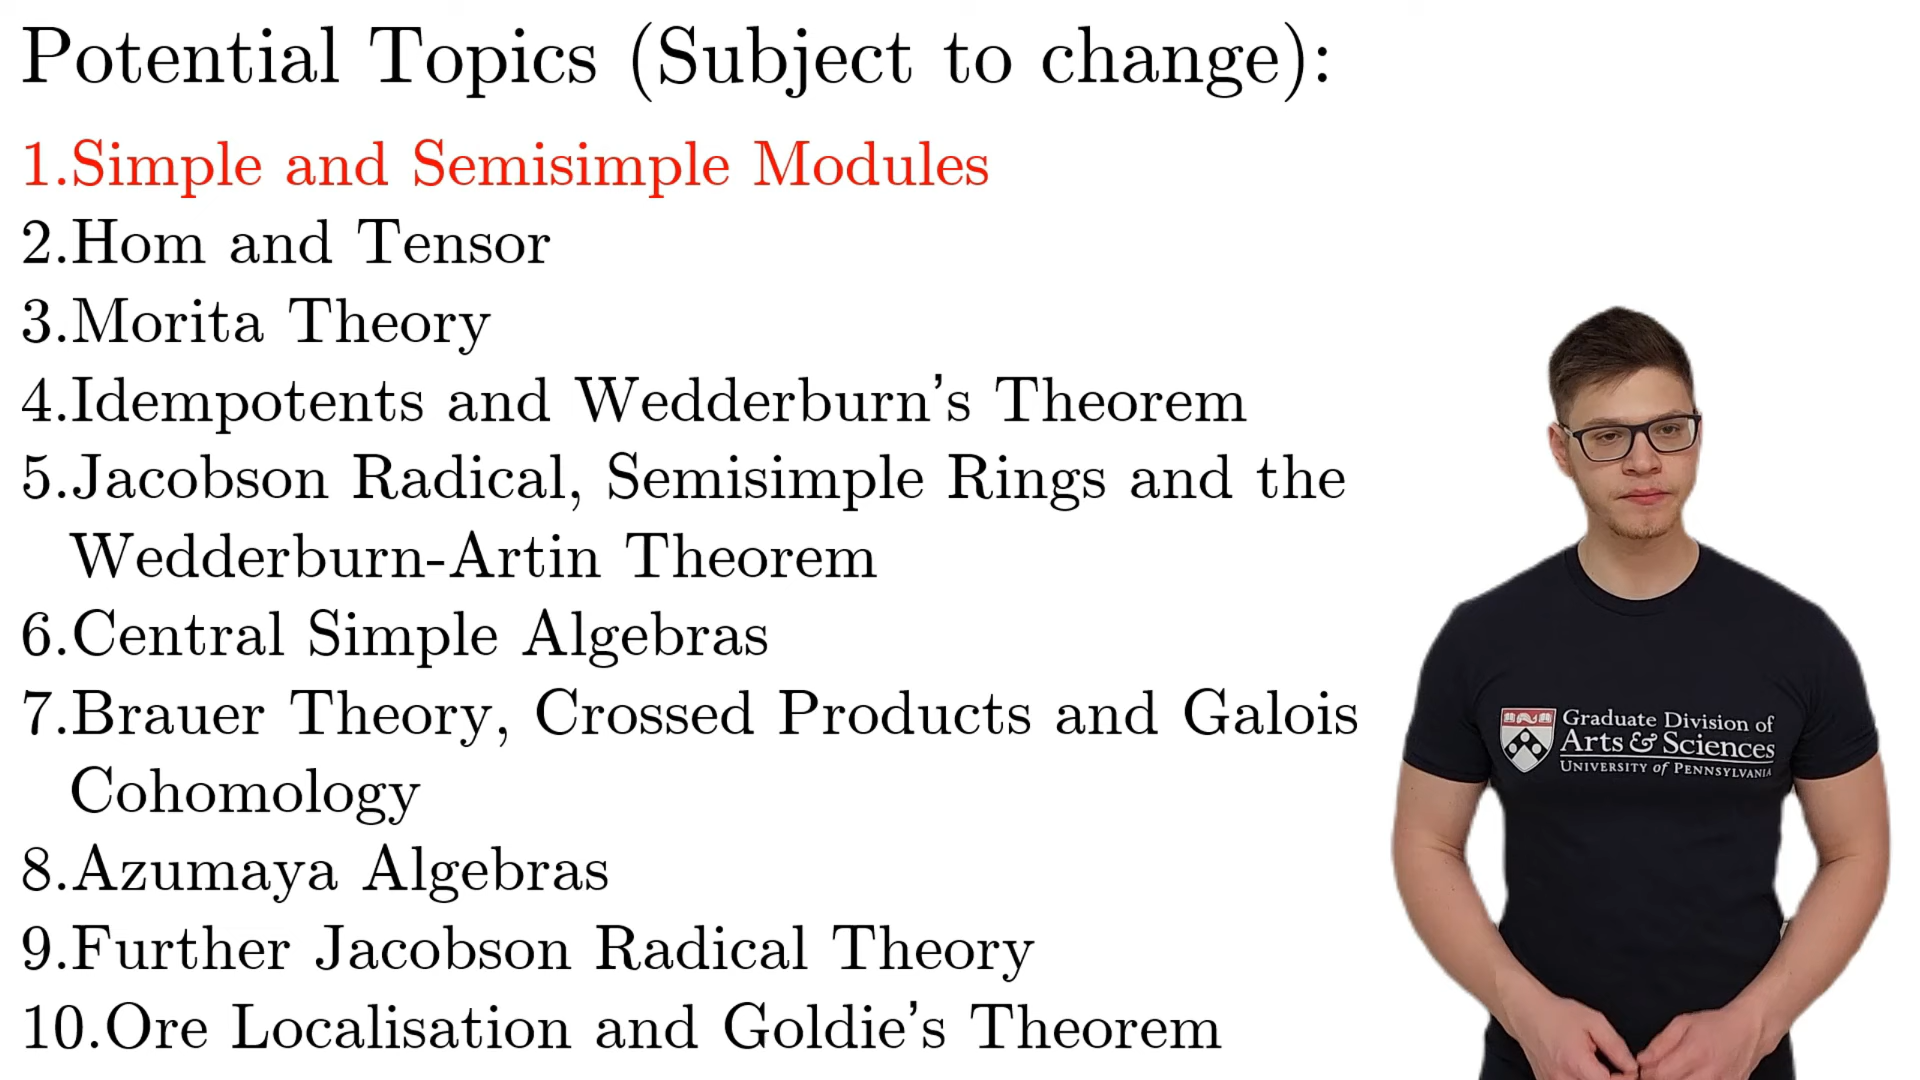 Potential Topics (Subject to change):
1.Simple and Semisimple Modules
2.Hom and Tensor
3.Morita Theory
4.Idempotents and Wedderburn's Theorem
5.Jacobson Radical, Semisimple Rings and the
Wedderburn-Artin Theorem
6.Central Simple Algebras
7.Brauer Theory, Crossed Products and Galois
Cohomology
8.Azumaya Algebras
9.Further Jacobson Radical Theory
10.Ore Localisation and Goldie's Theorem
Graduate Division of
Arts & Sciences
UNIVERSITY of PENNSYLVANIA